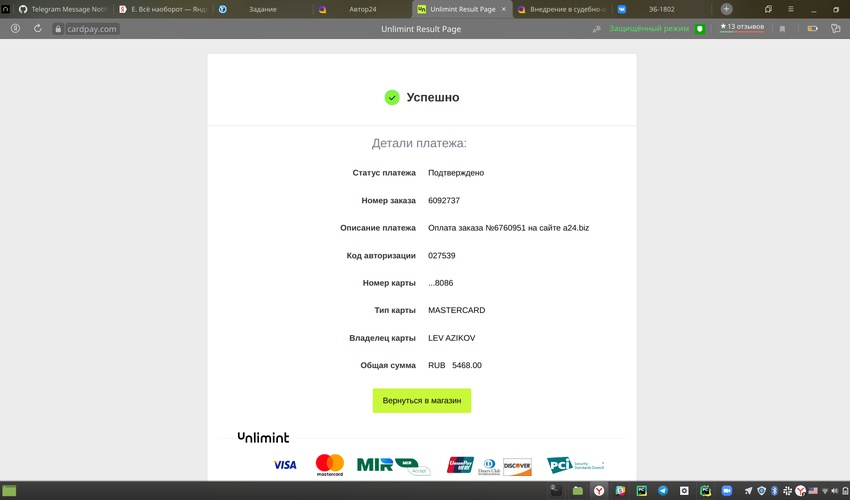 Telegram Message Notif
Е. Всё наоборот — Янд
Задание
Автор24
Unlimint Result Page
Внедрение в судебно-э
ЭБ-1802
cardpay.com
Unlimint Result Page
Защищённый режим
★ 13 отзывов
Успешно
Детали платежа:
Статус платежа Подтверждено
Номер заказа 6092737
Описание платежа Оплата заказа №6760951 на сайте a24.biz
Код авторизации 027539
Номер карты ...8086
Тип карты MASTERCARD
Владелец карты LEV AZIKOV
Общая сумма RUB 5468.00
Вернуться в магазин
unlimint
VISA
mastercard
MIR
MIR Accept
UnionPay
Diners Club
DISCOVER
PCI Security Standards Council